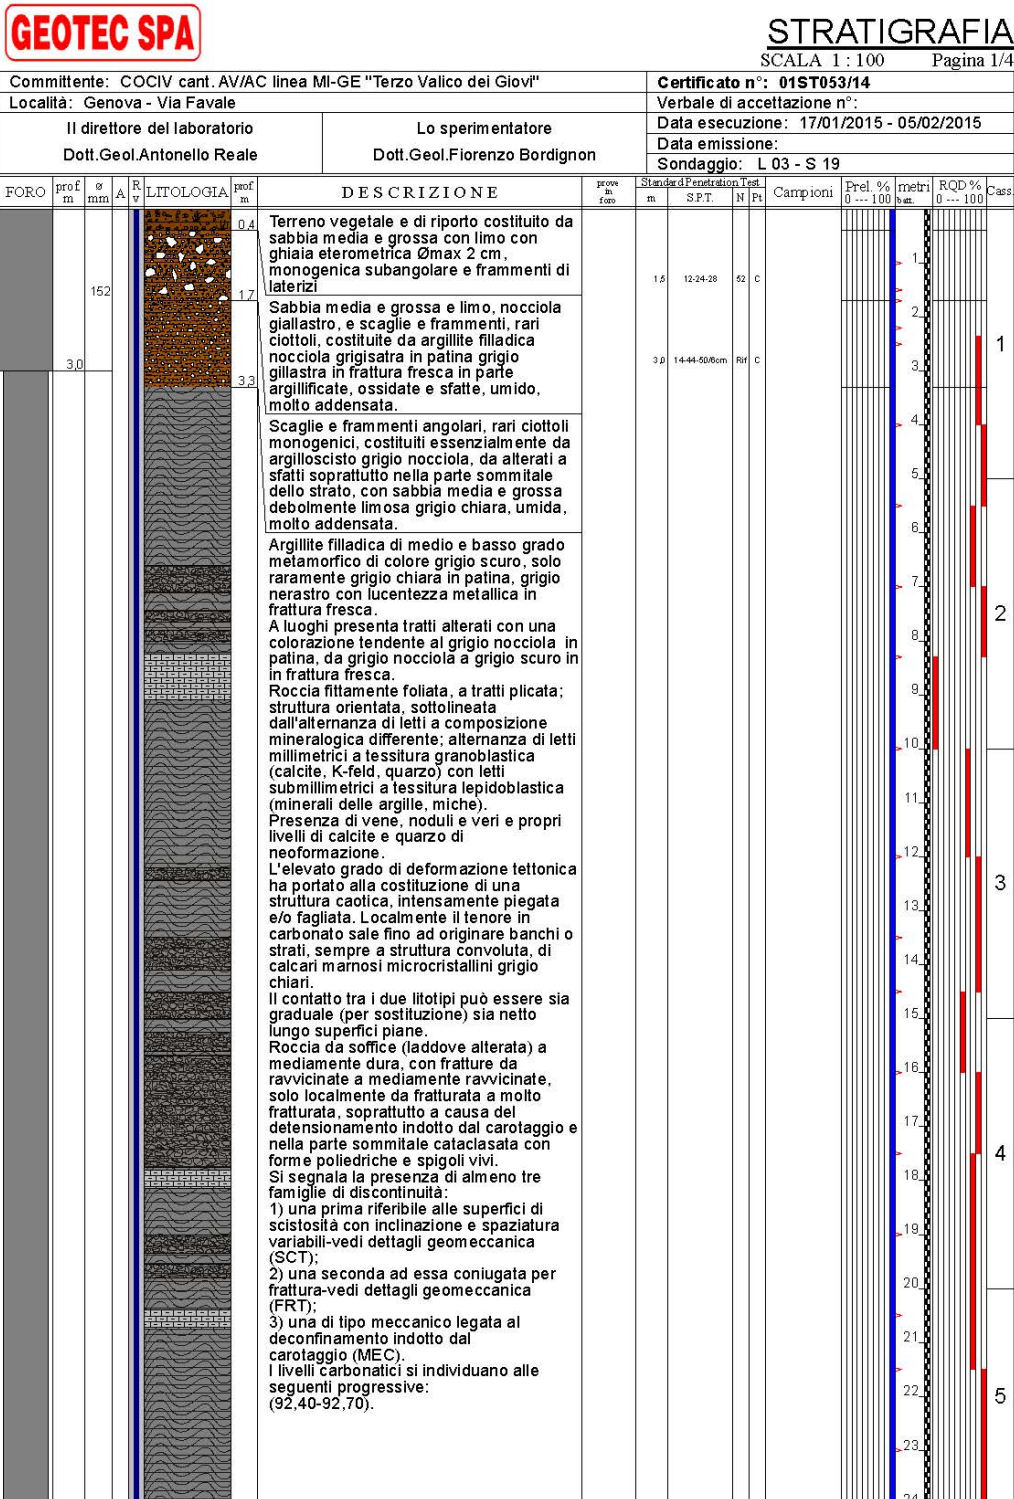 GEOTEC SPA
STRATIGRAFIA
SCALA 1 : 100 Pagina 1/4
Committente: COCIV cant. AV/AC linea MI-GE "Terzo Valico dei Giovi"
Certificato n°: 01ST053/14
Località: Genova - Via Favale
Verbale di accettazione n°:
Il direttore del laboratorio
Lo sperimentatore
Data esecuzione: 17/01/2015 - 05/02/2015
Dott.Geol.Antonello Reale
Dott.Geol.Fiorenzo Bordignon
Data emissione:
Sondaggio: L 03 - S 19
FORO
prof m
ø mm
A
R v
LITOLOGIA
prof m
DESCRIZIONE
prove in foro
Standard Penetration Test
m S.P.T. N Pt
Campioni
Prel. % 0 --- 100
metri batt.
RQD % 0 --- 100
Cass.
152
3,0
0,4
1,7
3,3
Terreno vegetale e di riporto costituito da
sabbia media e grossa con limo con
ghiaia eterometrica Ømax 2 cm,
monogenica subangolare e frammenti di
laterizi
Sabbia media e grossa e limo, nocciola
giallastro, e scaglie e frammenti, rari
ciottoli, costituite da argillite filladica
nocciola grigisatra in patina grigio
gillastra in frattura fresca in parte
argillificate, ossidate e sfatte, umido,
molto addensata.
Scaglie e frammenti angolari, rari ciottoli
monogenici, costituiti essenzialmente da
argilloscisto grigio nocciola, da alterati a
sfatti soprattutto nella parte sommitale
dello strato, con sabbia media e grossa
debolmente limosa grigio chiara, umida,
molto addensata.
Argillite filladica di medio e basso grado
metamorfico di colore grigio scuro, solo
raramente grigio chiara in patina, grigio
nerastro con lucentezza metallica in
frattura fresca.
A luoghi presenta tratti alterati con una
colorazione tendente al grigio nocciola in
patina, da grigio nocciola a grigio scuro in
in frattura fresca.
Roccia fittamente foliata, a tratti plicata;
struttura orientata, sottolineata
dall'alternanza di letti a composizione
mineralogica differente; alternanza di letti
millimetrici a tessitura granoblastica
(calcite, K-feld, quarzo) con letti
submillimetrici a tessitura lepidoblastica
(minerali delle argille, miche).
Presenza di vene, noduli e veri e propri
livelli di calcite e quarzo di
neoformazione.
L'elevato grado di deformazione tettonica
ha portato alla costituzione di una
struttura caotica, intensamente piegata
e/o fagliata. Localmente il tenore in
carbonato sale fino ad originare banchi o
strati, sempre a struttura convoluta, di
calcari marnosi microcristallini grigio
chiari.
Il contatto tra i due litotipi può essere sia
graduale (per sostituzione) sia netto
lungo superfici piane.
Roccia da soffice (laddove alterata) a
mediamente dura, con fratture da
ravvicinate a mediamente ravvicinate,
solo localmente da fratturata a molto
fratturata, soprattutto a causa del
detensionamento indotto dal carotaggio e
nella parte sommitale cataclasata con
forme poliedriche e spigoli vivi.
Si segnala la presenza di almeno tre
famiglie di discontinuità:
1) una prima riferibile alle superfici di
scistosità con inclinazione e spaziatura
variabili-vedi dettagli geomeccanica
(SCT);
2) una seconda ad essa coniugata per
frattura-vedi dettagli geomeccanica
(FRT);
3) una di tipo meccanico legata al
deconfinamento indotto dal
carotaggio (MEC).
I livelli carbonatici si individuano alle
seguenti progressive:
(92,40-92,70).
1,5 12-24-28 52 C
3,0 14-44-50/6cm Rif C
1
2
3
4
5
6
7
8
9
10
11
12
13
14
15
16
17
18
19
20
21
22
23
24
1
2
3
4
5